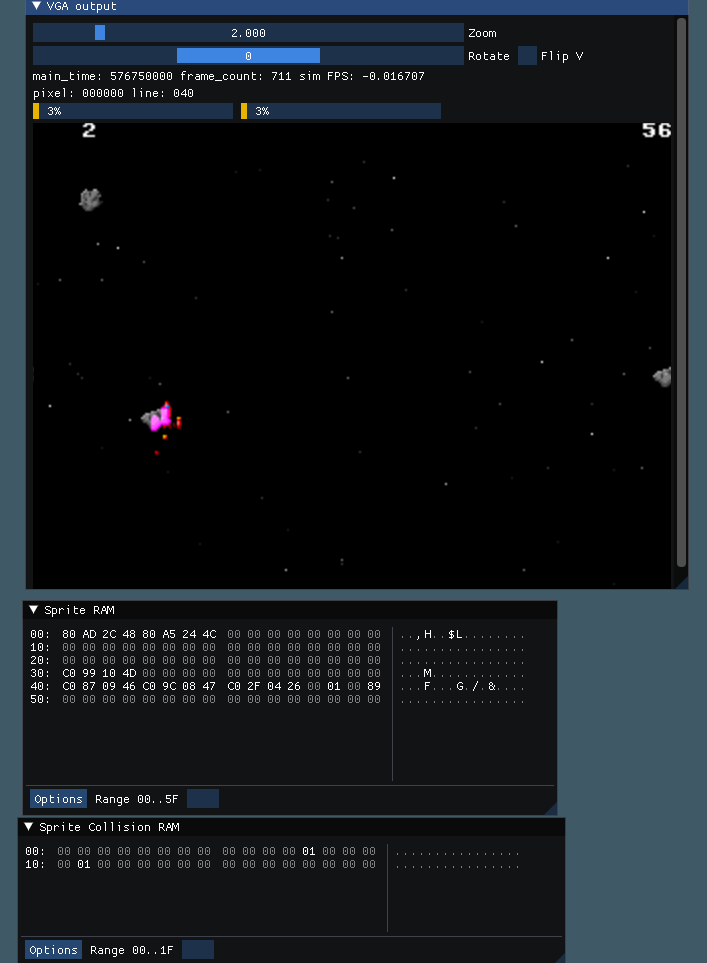 VGA output
2.000 Zoom
0 Rotate Flip V
main_time: 576750000 frame_count: 711 sim FPS: -0.016707
pixel: 000000 line: 040
3% 3%
2 56
Sprite RAM
00: 80 AD 2C 48 80 A5 24 4C 00 00 00 00 00 00 00 00 ..,H..$L........
10: 00 00 00 00 00 00 00 00 00 00 00 00 00 00 00 00 ................
20: 00 00 00 00 00 00 00 00 00 00 00 00 00 00 00 00 ................
30: C0 99 10 4D 00 00 00 00 00 00 00 00 00 00 00 00 ...M............
40: C0 87 09 46 C0 9C 08 47 C0 2F 04 26 00 01 00 89 ...F...G./.&....
50: 00 00 00 00 00 00 00 00 00 00 00 00 00 00 00 00 ................
Options Range 00..5F
Sprite Collision RAM
00: 00 00 00 00 00 00 00 00 00 00 00 00 01 00 00 00 ................
10: 00 01 00 00 00 00 00 00 00 00 00 00 00 00 00 00 ................
Options Range 00..1F